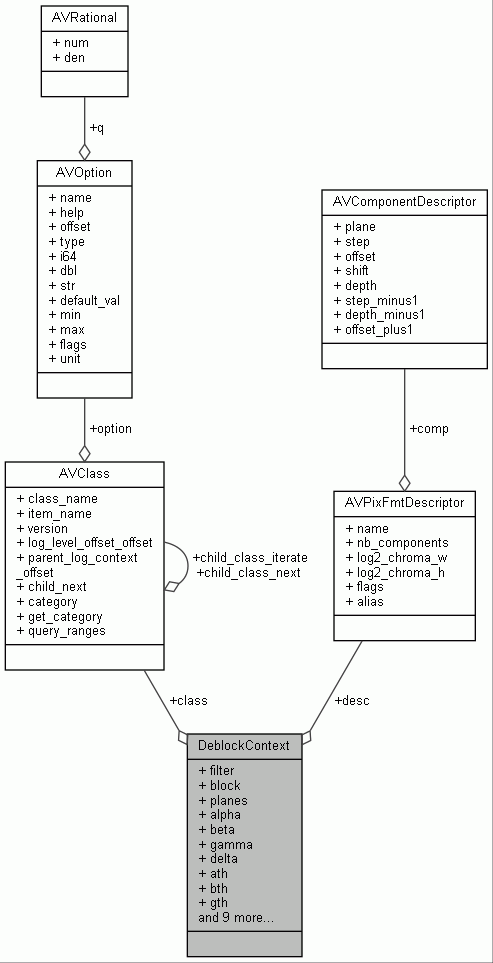 AVRational
+ num
+ den
+q
AVOption
+ name
+ help
+ offset
+ type
+ i64
+ dbl
+ str
+ default_val
+ min
+ max
+ flags
+ unit
AVComponentDescriptor
+ plane
+ step
+ offset
+ shift
+ depth
+ step_minus1
+ depth_minus1
+ offset_plus1
+option
+comp
AVClass
+ class_name
+ item_name
+ version
+ log_level_offset_offset
+ parent_log_context
_offset
+ child_next
+ category
+ get_category
+ query_ranges
+child_class_iterate
+child_class_next
AVPixFmtDescriptor
+ name
+ nb_components
+ log2_chroma_w
+ log2_chroma_h
+ flags
+ alias
+class
+desc
DeblockContext
+ filter
+ block
+ planes
+ alpha
+ beta
+ gamma
+ delta
+ ath
+ bth
+ gth
and 9 more...